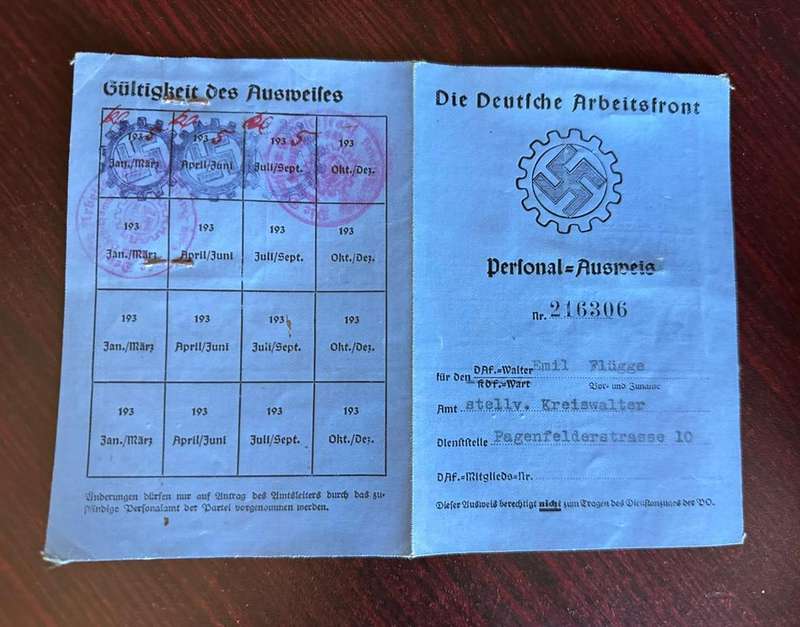 Gültigkeit des Ausweises
1935 1935 1935 193
Jan./März April/Juni Juli/Sept. Okt./Dez.
193 193 193 193
Jan./März April/Juni Juli/Sept. Okt./Dez.
193 193 193 193
Jan./März April/Juni Juli/Sept. Okt./Dez.
193 193 193 193
Jan./März April/Juni Juli/Sept. Okt./Dez.
Änderungen dürfen nur auf Antrag des Amtsleiters durch das zu-
ständige Personalamt der Partei vorgenommen werden.
Die Deutsche Arbeitsfront
Personal=Ausweis
Nr. 216306
für den DAF.=Walter Emil Flügge
KdF.=Wart Vor- und Zuname
Amt stellv. Kreiswalter
Dienststelle Pagenfelderstrasse 10
DAF.=Mitglieds=Nr.
Dieser Ausweis berechtigt nicht zum Tragen des Dienstanzuges der PO.